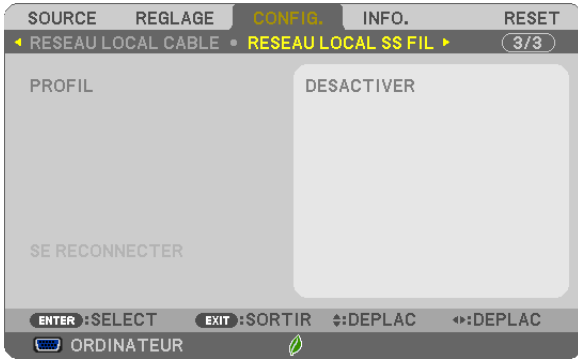 SOURCE REGLAGE CONFIG. INFO. RESET
RESEAU LOCAL CABLE • RESEAU LOCAL SS FIL 3/3
PROFIL DESACTIVER
SE RECONNECTER
ENTER :SELECT EXIT :SORTIR :DEPLAC :DEPLAC
ORDINATEUR